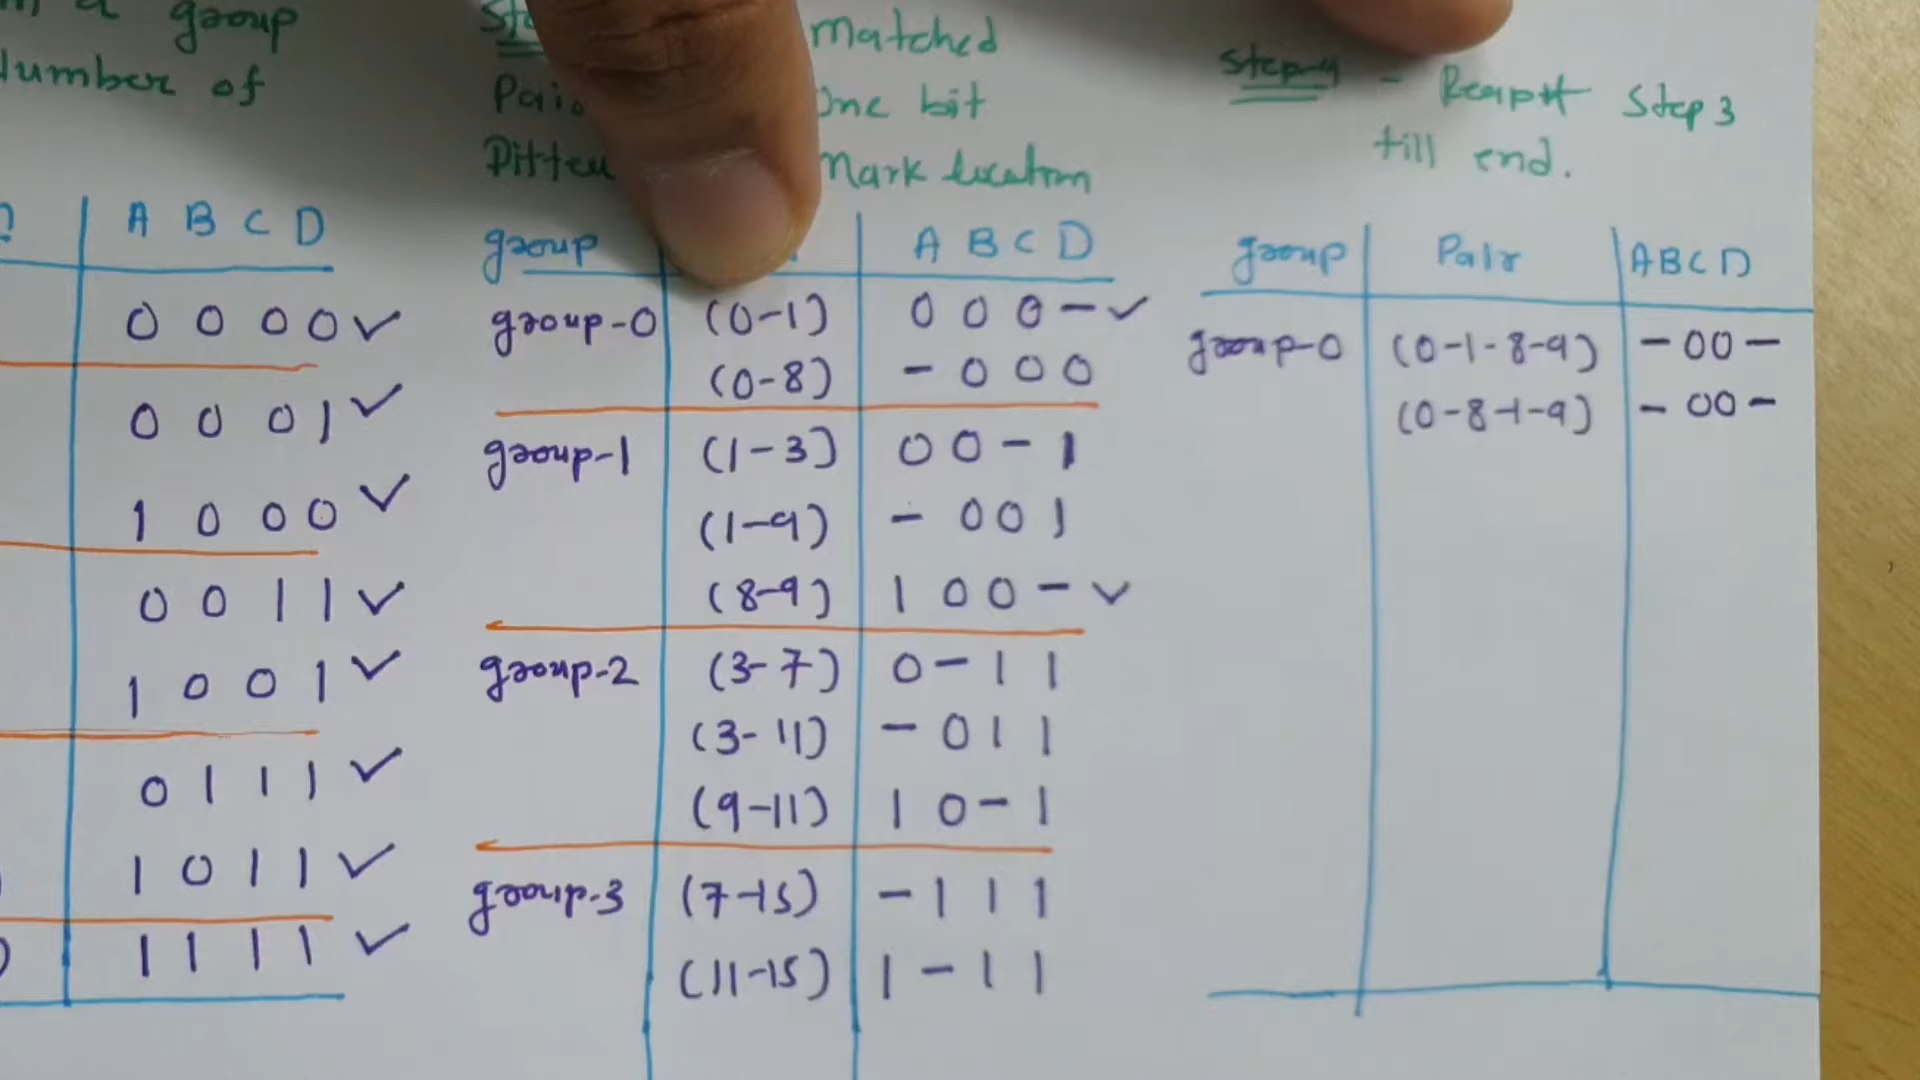 group
Number of
A B C D
0 0 0 0 ✓
0 0 0 1 ✓
1 0 0 0 ✓
0 0 1 1 ✓
1 0 0 1 ✓
0 1 1 1 ✓
1 0 1 1 ✓
1 1 1 1 ✓
matched
one bit
Mark location
group A B C D
group-0 (0-1) 0 0 0 - ✓
(0-8) - 0 0 0
group-1 (1-3) 0 0 - 1
(1-9) - 0 0 1
(8-9) 1 0 0 - ✓
group-2 (3-7) 0 - 1 1
(3-11) - 0 1 1
(9-11) 1 0 - 1
group-3 (7-15) - 1 1 1
(11-15) 1 - 1 1
Step-4 - Reapet Step 3
till end.
group Pair ABCD
group-0 (0-1-8-9) - 00 -
(0-8-1-9) - 00 -